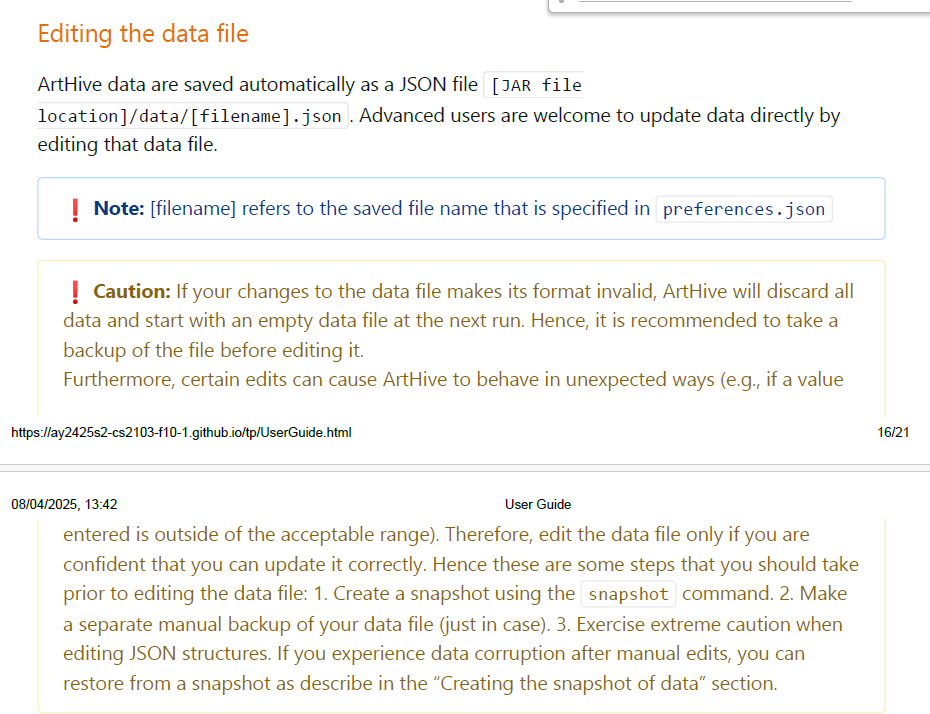 Editing the data file
ArtHive data are saved automatically as a JSON file [JAR file
location]/data/[filename].json. Advanced users are welcome to update data directly by
editing that data file.
❗ Note: [filename] refers to the saved file name that is specified in preferences.json
❗ Caution: If your changes to the data file makes its format invalid, ArtHive will discard all
data and start with an empty data file at the next run. Hence, it is recommended to take a
backup of the file before editing it.
Furthermore, certain edits can cause ArtHive to behave in unexpected ways (e.g., if a value
https://ay2425s2-cs2103-f10-1.github.io/tp/UserGuide.html 16/21
08/04/2025, 13:42 User Guide
entered is outside of the acceptable range). Therefore, edit the data file only if you are
confident that you can update it correctly. Hence these are some steps that you should take
prior to editing the data file: 1. Create a snapshot using the snapshot command. 2. Make
a separate manual backup of your data file (just in case). 3. Exercise extreme caution when
editing JSON structures. If you experience data corruption after manual edits, you can
restore from a snapshot as describe in the “Creating the snapshot of data” section.